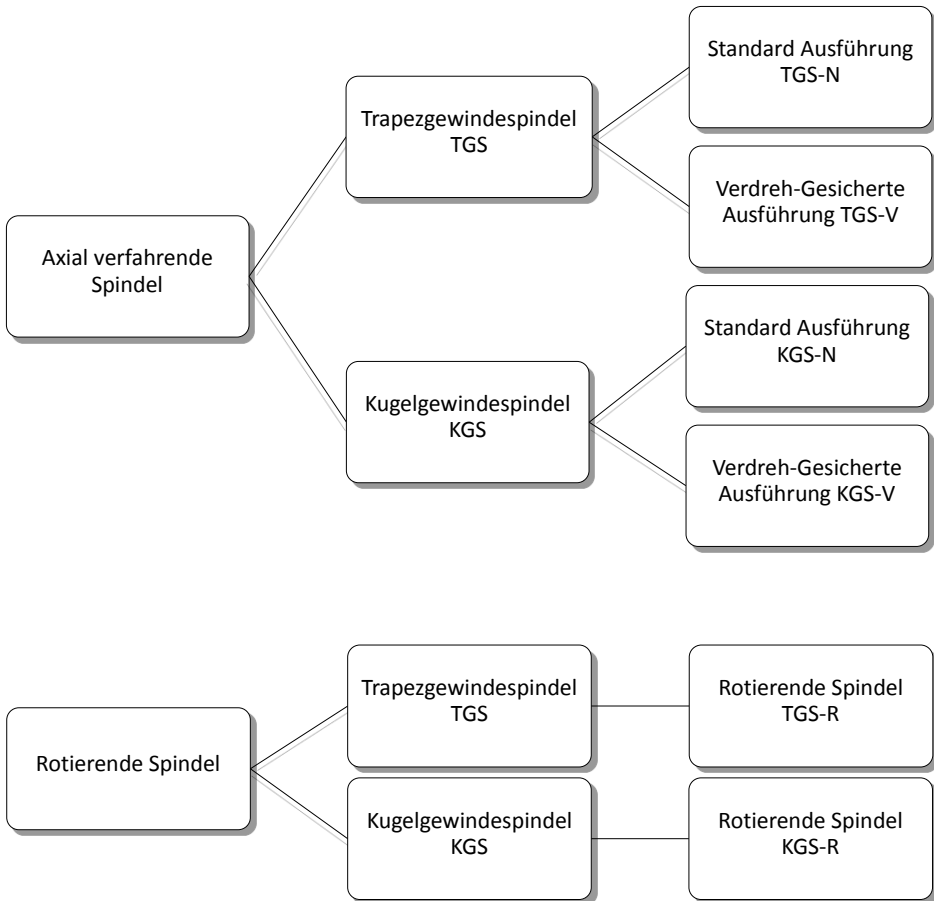 Axial verfahrende
Spindel
Trapezgewindespindel
TGS
Standard Ausführung
TGS-N
Verdreh-Gesicherte
Ausführung TGS-V
Kugelgewindespindel
KGS
Standard Ausführung
KGS-N
Verdreh-Gesicherte
Ausführung KGS-V
Rotierende Spindel
Trapezgewindespindel
TGS
Rotierende Spindel
TGS-R
Kugelgewindespindel
KGS
Rotierende Spindel
KGS-R